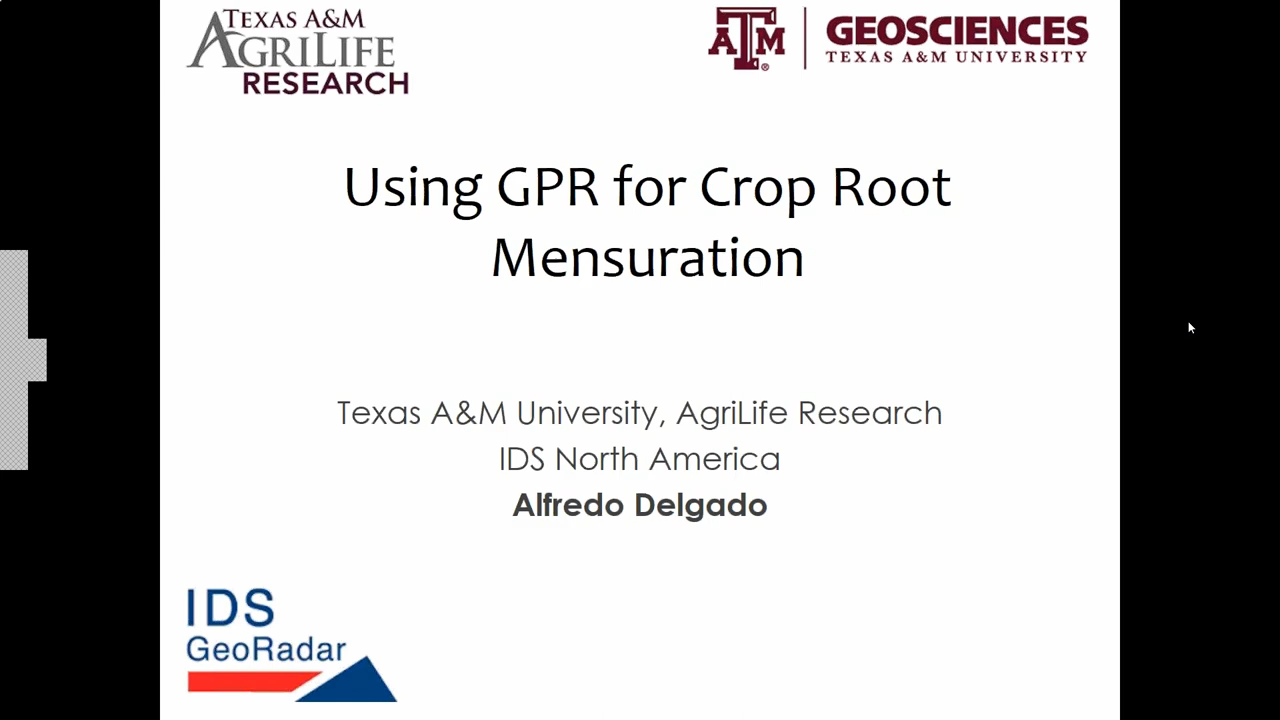 TEXAS A&M
AGRILIFE
RESEARCH
ATM® | GEOSCIENCES
TEXAS A&M UNIVERSITY
Using GPR for Crop Root
Mensuration
Texas A&M University, AgriLife Research
IDS North America
Alfredo Delgado
IDS
GeoRadar